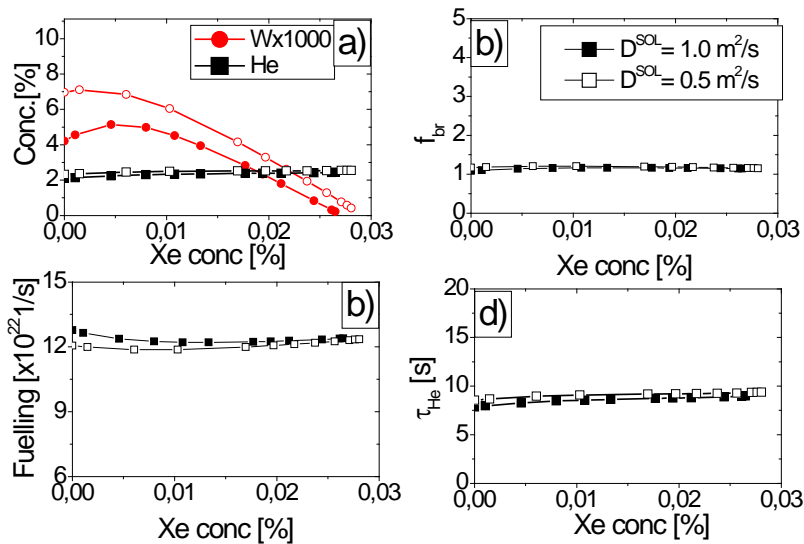 a)
Wx1000
He
Conc.[%]
10
8
6
4
2
0
0,00 0,01 0,02 0,03
Xe conc [%]
b)
D^SOL = 1.0 m²/s
D^SOL = 0.5 m²/s
f_br
5
4
3
2
1
0
0,00 0,01 0,02 0,03
Xe conc [%]
b)
Fuelling [x10²²1/s]
15
12
9
6
0,00 0,01 0,02 0,03
Xe conc [%]
d)
τ_He [s]
20
15
10
5
0
0,00 0,01 0,02 0,03
Xe conc [%]